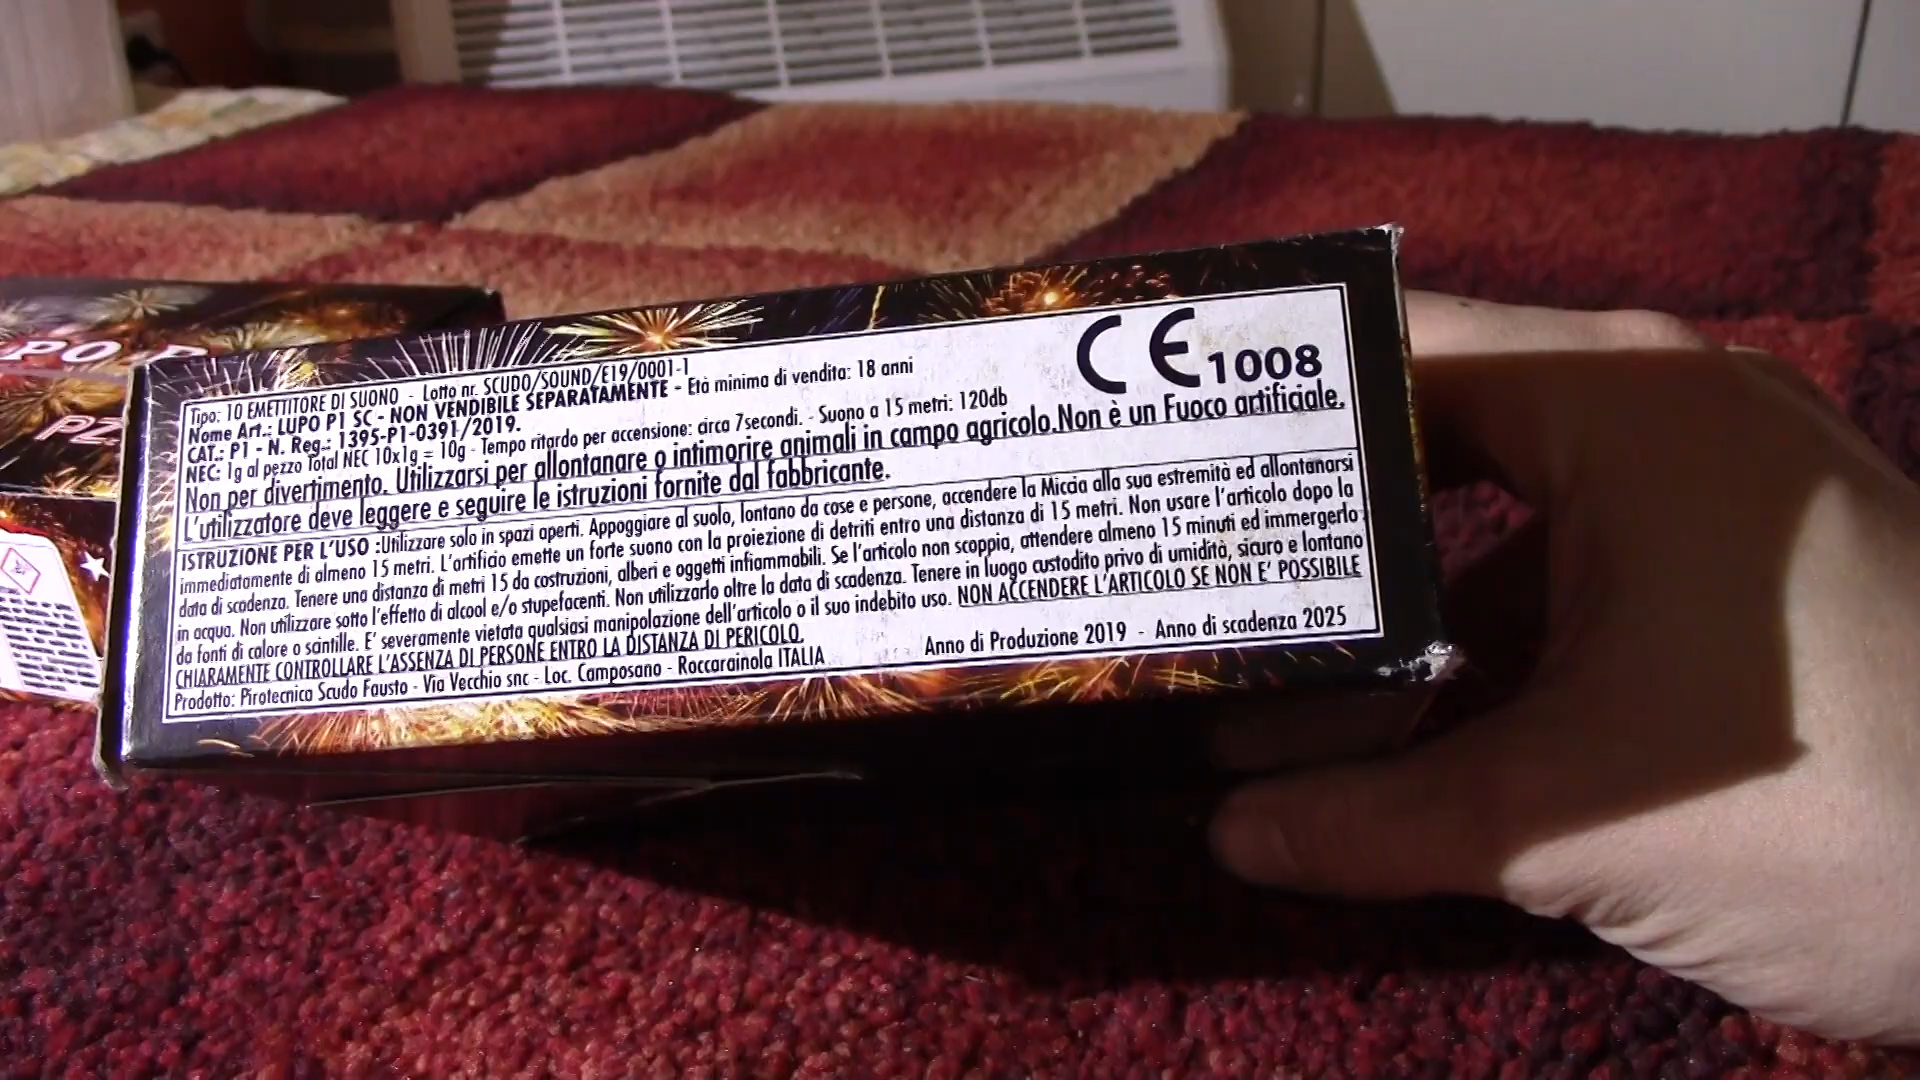 Tipo: 10 EMETTITORE DI SUONO - Lotto nr. SCUDO/SOUND/E19/0001-1
Nome Art.: LUPO P1 SC - NON VENDIBILE SEPARATAMENTE - Età minima di vendita: 18 anni
CAT.: P1 - N. Reg.: 1395-P1-0391/2019.
NEC: 1g al pezzo Total NEC 10x1g = 10g - Tempo ritardo per accensione: circa 7secondi. - Suono a 15 metri: 120db
CE 1008
Non per divertimento. Utilizzarsi per allontanare o intimorire animali in campo agricolo.Non è un Fuoco artificiale.
L'utilizzatore deve leggere e seguire le istruzioni fornite dal fabbricante.
ISTRUZIONE PER L'USO :Utilizzare solo in spazi aperti. Appoggiare al suolo, lontano da cose e persone, accendere la Miccia alla sua estremità ed allontanarsi
immediatamente di almeno 15 metri. L'artificio emette un forte suono con la proiezione di detriti entro una distanza di 15 metri. Non usare l'articolo dopo la
data di scadenza. Tenere una distanza di metri 15 da costruzioni, alberi e oggetti infiammabili. Se l'articolo non scoppia, attendere almeno 15 minuti ed immergerlo
in acqua. Non utilizzare sotto l'effetto di alcool e/o stupefacenti. Non utilizzarlo oltre la data di scadenza. Tenere in luogo custodito privo di umidità, sicuro e lontano
da fonti di calore o scintille. E' severamente vietata qualsiasi manipolazione dell'articolo o il suo indebito uso. NON ACCENDERE L'ARTICOLO SE NON E' POSSIBILE
CHIARAMENTE CONTROLLARE L'ASSENZA DI PERSONE ENTRO LA DISTANZA DI PERICOLO.
Prodotto: Pirotecnica Scudo Fausto - Via Vecchio snc - Loc. Camposano - Roccarainola ITALIA
Anno di Produzione 2019 - Anno di scadenza 2025
PO P
PZ.